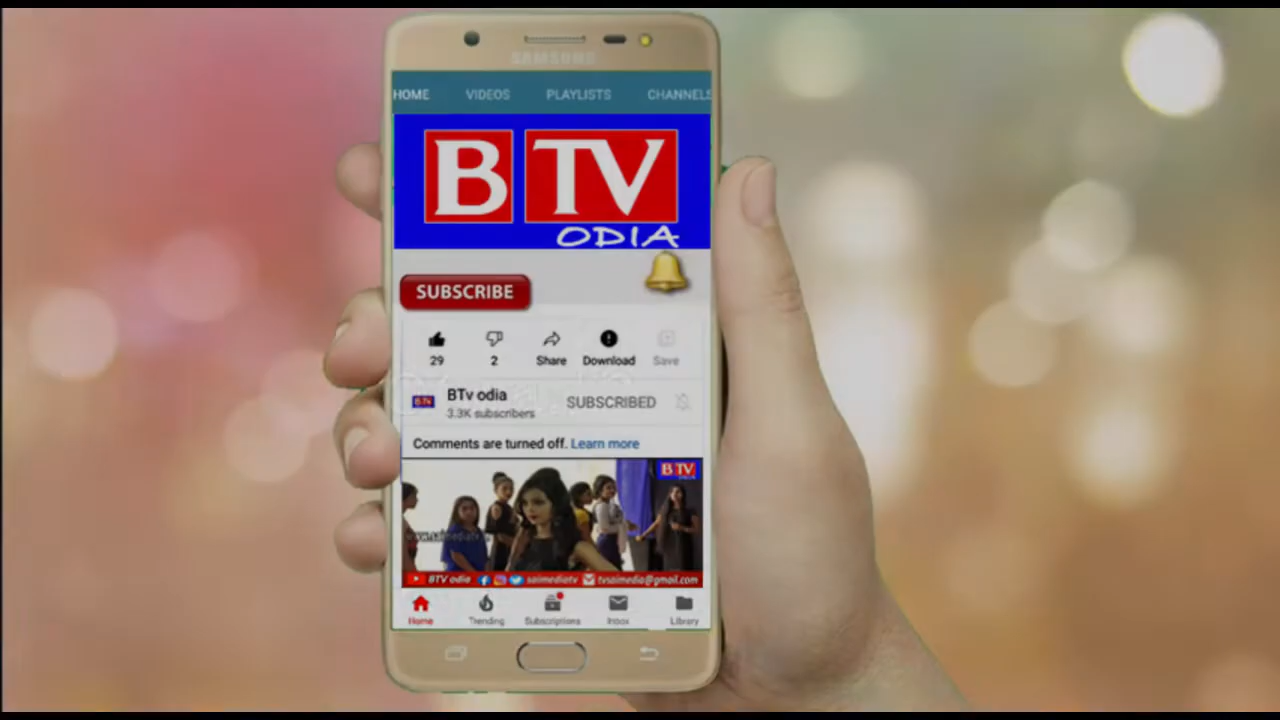 SAMSUNG
HOME VIDEOS PLAYLISTS CHANNELS
B TV
ODIA
SUBSCRIBE
29 2 Share Download Save
BTV
BTv odia
3.3K subscribers
SUBSCRIBED
Comments are turned off. Learn more
B TV
BTV odia saimediatv tvsaimedia@gmail.com
Home Trending Subscriptions Inbox Library